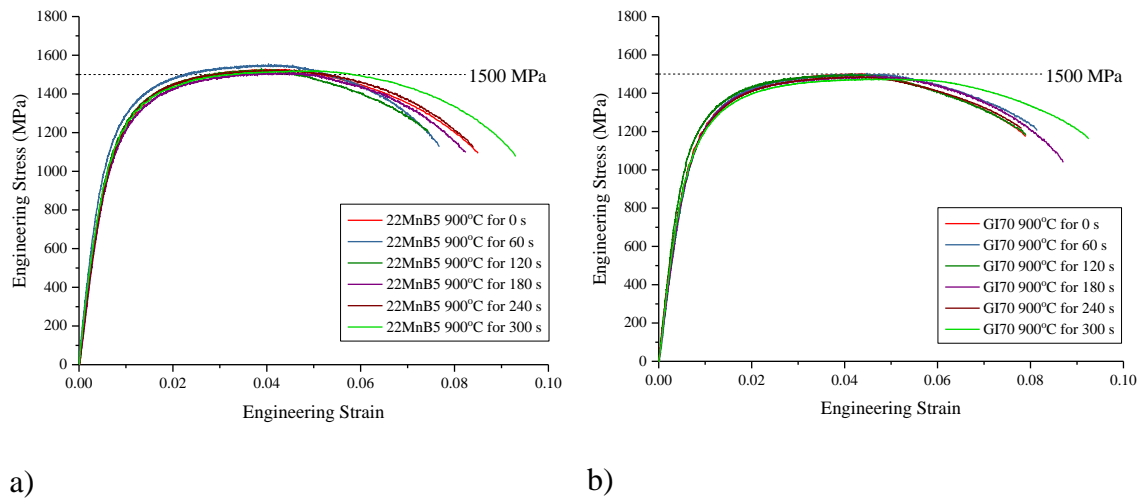 1800
1600
1400
1200
1000
800
600
400
200
0
Engineering Stress (MPa)
1500 MPa
22MnB5 900°C for 0 s
22MnB5 900°C for 60 s
22MnB5 900°C for 120 s
22MnB5 900°C for 180 s
22MnB5 900°C for 240 s
22MnB5 900°C for 300 s
0.00 0.02 0.04 0.06 0.08 0.10
Engineering Strain
a)
1800
1600
1400
1200
1000
800
600
400
200
0
Engineering Stress (MPa)
1500 MPa
GI70 900°C for 0 s
GI70 900°C for 60 s
GI70 900°C for 120 s
GI70 900°C for 180 s
GI70 900°C for 240 s
GI70 900°C for 300 s
0.00 0.02 0.04 0.06 0.08 0.10
Engineering Strain
b)